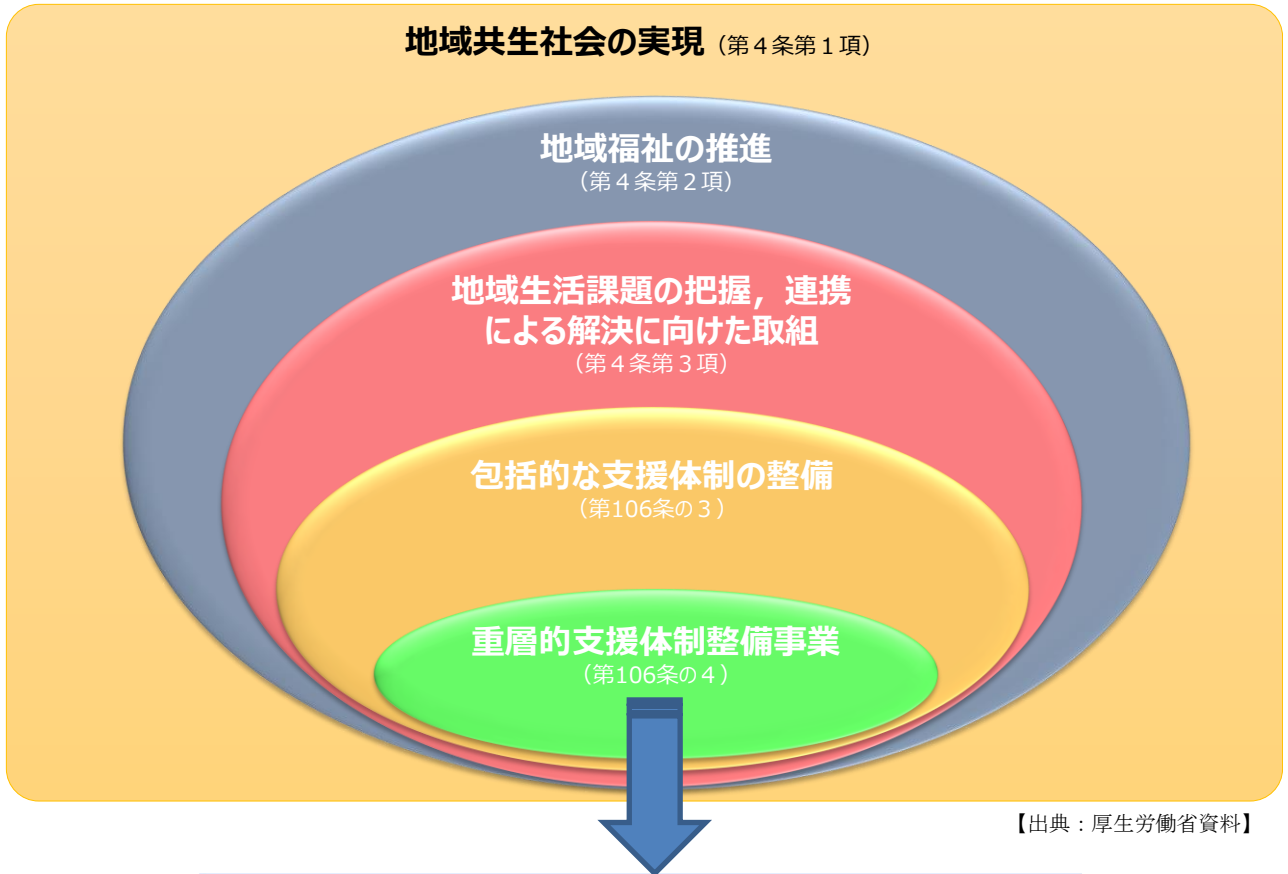 地域共生社会の実現（第４条第１項）
地域福祉の推進
（第４条第２項）
地域生活課題の把握，連携
による解決に向けた取組
（第４条第３項）
包括的な支援体制の整備
（第106条の３）
重層的支援体制整備事業
（第106条の４）
【出典：厚生労働省資料】